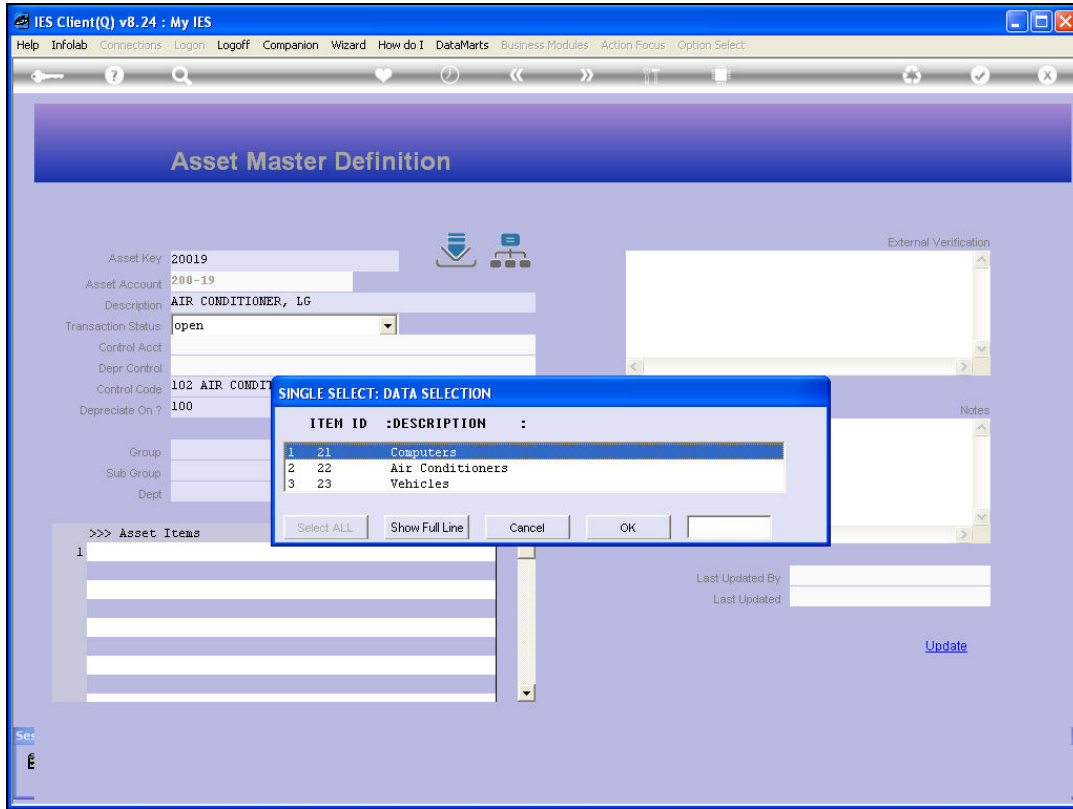 IES Client(Q) v8.24 : My IES
Help Infolab Connections Logon Logoff Companion Wizard How do I DataMarts Business Modules Action Focus Option Select
Asset Master Definition
External Verification
Asset Key 20019
Asset Account 200-19
Description AIR CONDITIONER, LG
Transaction Status open
Control Acct
Depr Control
Control Code 102 AIR CONDIT
Depreciate On ? 100
Notes
Group
Sub Group
Dept
SINGLE SELECT: DATA SELECTION
ITEM ID :DESCRIPTION :
1 21 Computers
2 22 Air Conditioners
3 23 Vehicles
Select ALL Show Full Line Cancel OK
>>> Asset Items
1
Last Updated By
Last Updated
Update
Ses